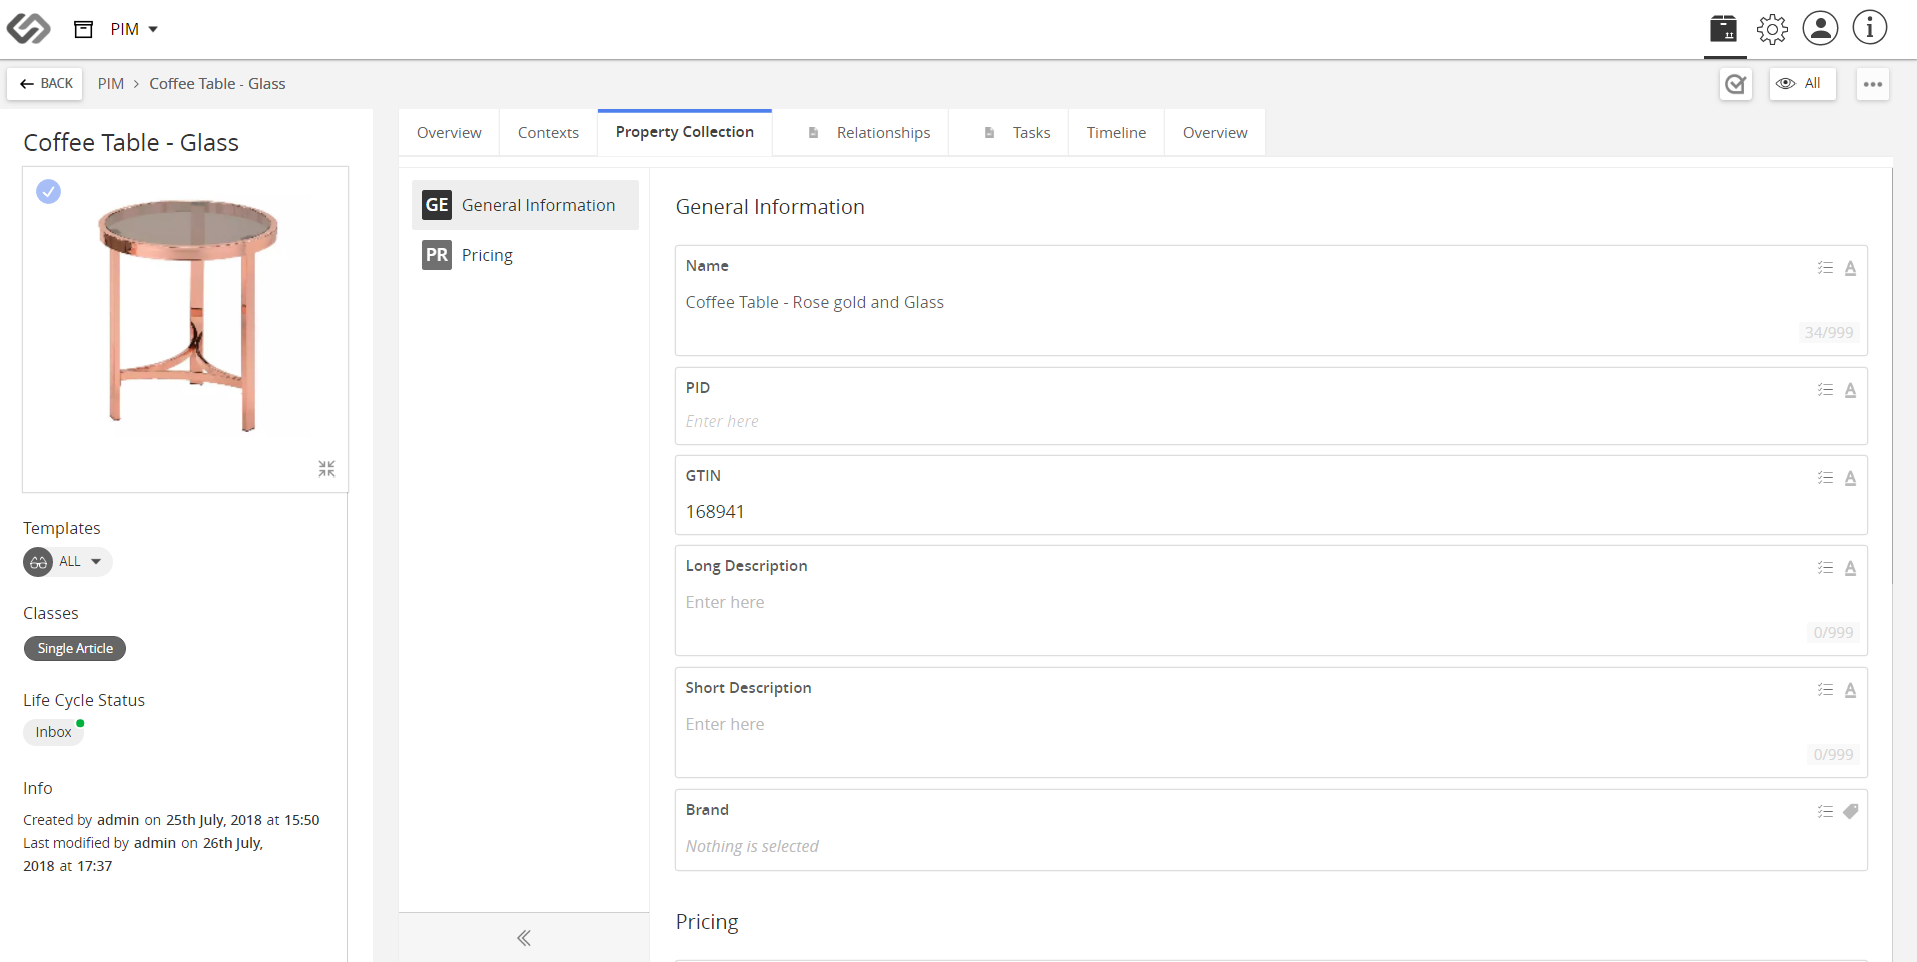 PIM
BACK
PIM > Coffee Table - Glass
All
Coffee Table - Glass
Templates
ALL
Classes
Single Article
Life Cycle Status
Inbox
Info
Created by admin on 25th July, 2018 at 15:50
Last modified by admin on 26th July,
2018 at 17:37
Overview
Contexts
Property Collection
Relationships
Tasks
Timeline
Overview
GE General Information
PR Pricing
General Information
Name
Coffee Table - Rose gold and Glass
34/999
PID
Enter here
GTIN
168941
Long Description
Enter here
0/999
Short Description
Enter here
0/999
Brand
Nothing is selected
Pricing